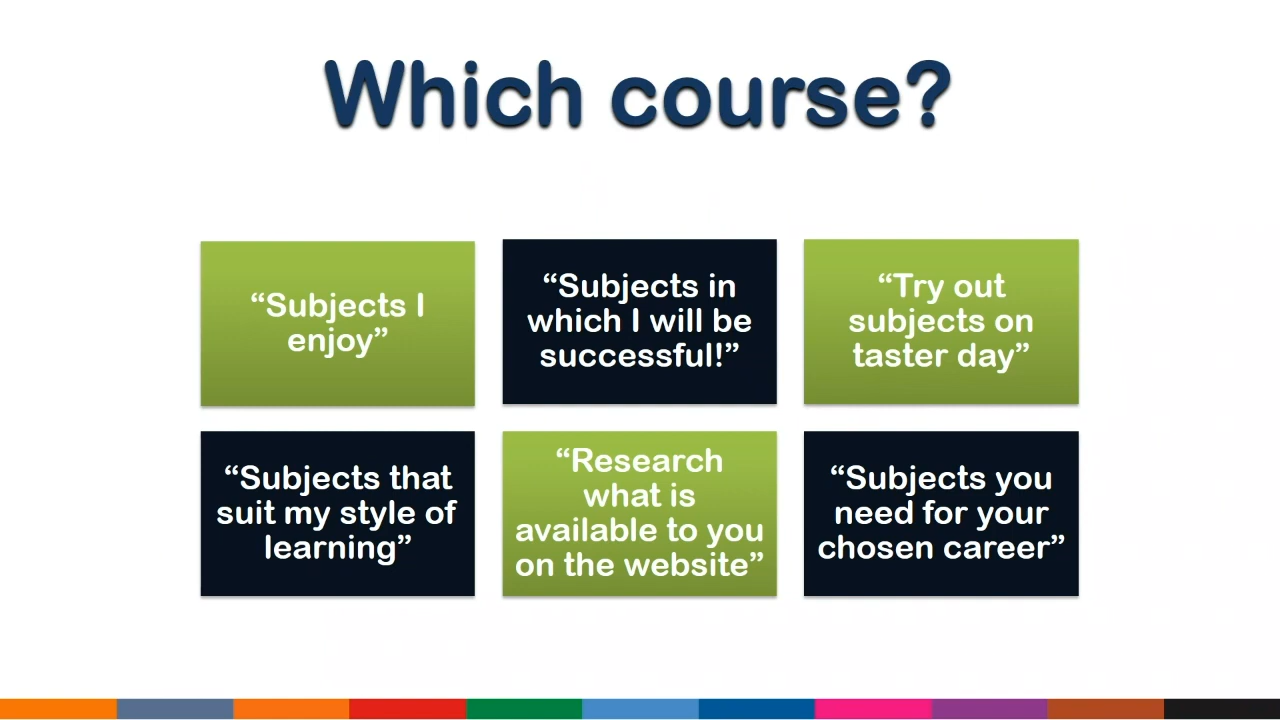 Which course?
“Subjects I
enjoy”
“Subjects in
which I will be
successful!”
“Try out
subjects on
taster day”
“Subjects that
suit my style of
learning”
“Research
what is
available to you
on the website”
“Subjects you
need for your
chosen career”